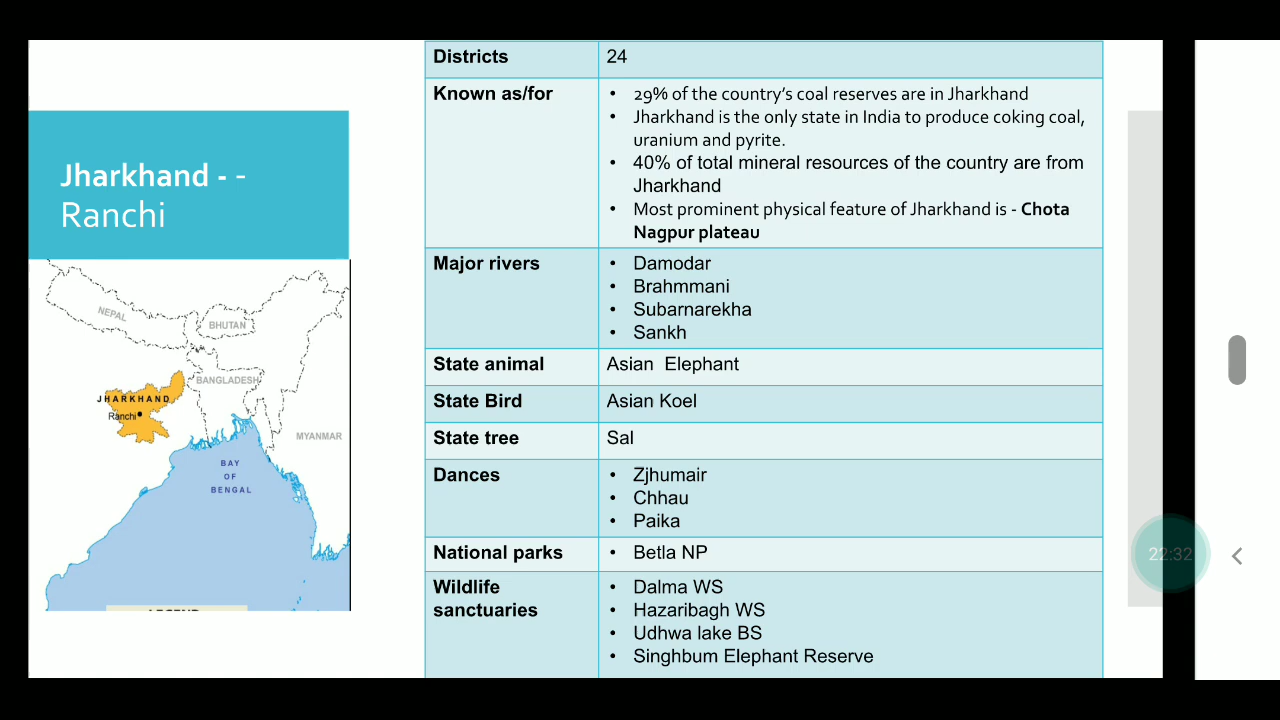 Jharkhand - -
Ranchi
NEPAL
BHUTAN
BANGLADESH
JHARKHAND
Ranchi
MYANMAR
BAY
OF
BENGAL
Districts 24
Known as/for
• 29% of the country's coal reserves are in Jharkhand
• Jharkhand is the only state in India to produce coking coal,
uranium and pyrite.
• 40% of total mineral resources of the country are from
Jharkhand
• Most prominent physical feature of Jharkhand is - Chota
Nagpur plateau
Major rivers
• Damodar
• Brahmmani
• Subarnarekha
• Sankh
State animal Asian Elephant
State Bird Asian Koel
State tree Sal
Dances
• Zjhumair
• Chhau
• Paika
National parks • Betla NP
Wildlife
sanctuaries
• Dalma WS
• Hazaribagh WS
• Udhwa lake BS
• Singhbum Elephant Reserve
22:32